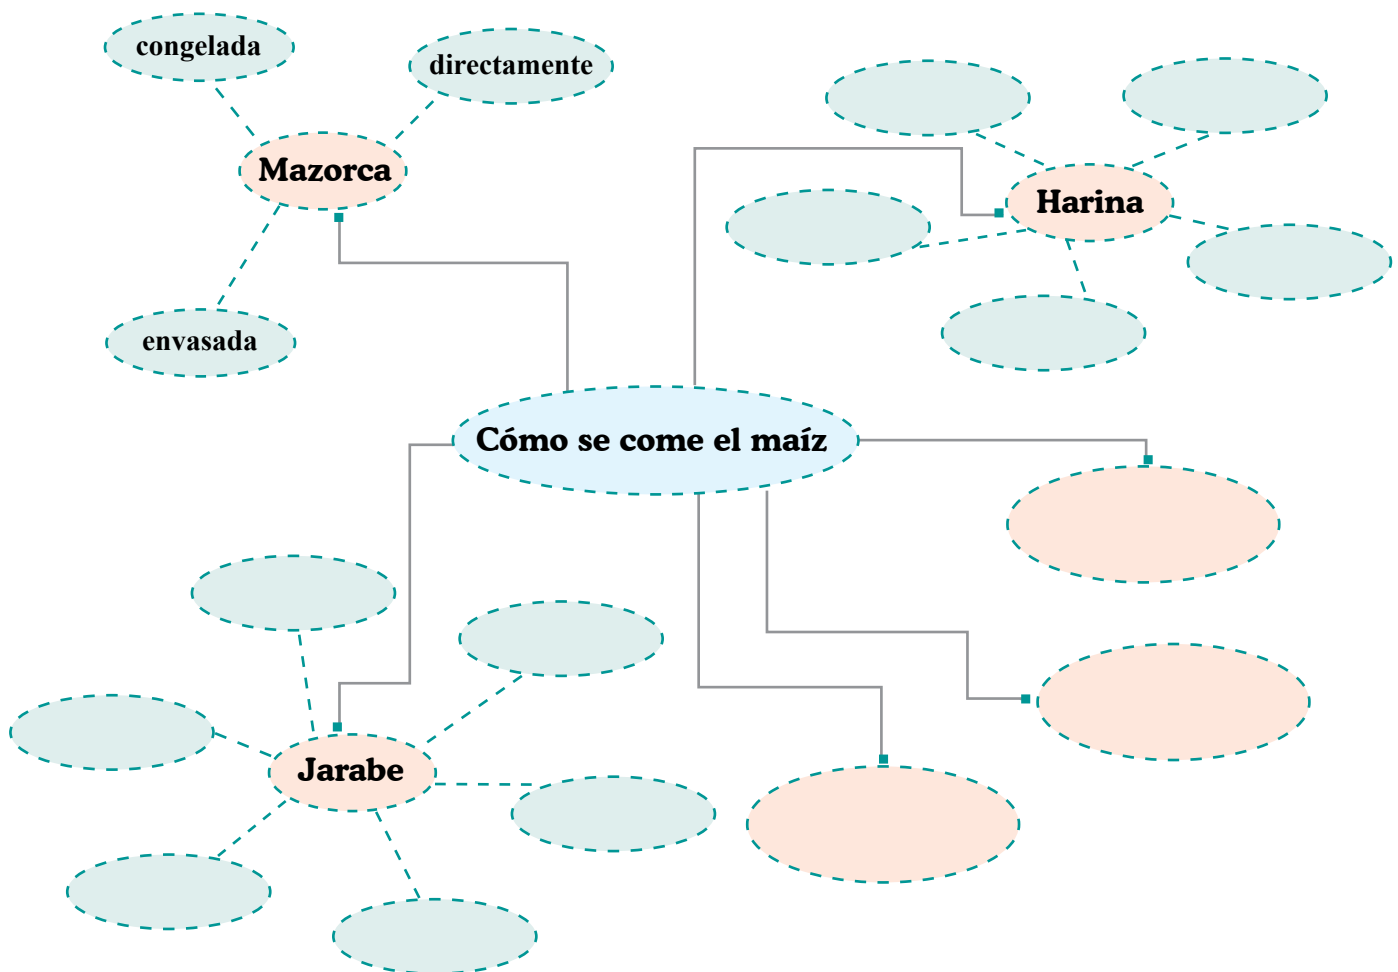 congelada
directamente
Mazorca
Harina
envasada
Cómo se come el maíz
Jarabe